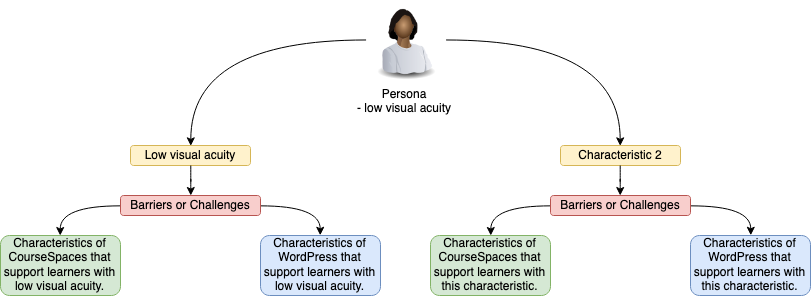 Persona
- low visual acuity
Low visual acuity
Characteristic 2
Barriers or Challenges
Barriers or Challenges
Characteristics of
CourseSpaces that
support learners with
low visual acuity.
Characteristics of
WordPress that
support learners with
low visual acuity.
Characteristics of
CourseSpaces that
support learners with
this characteristic.
Characteristics of
WordPress that
support learners with
this characteristic.